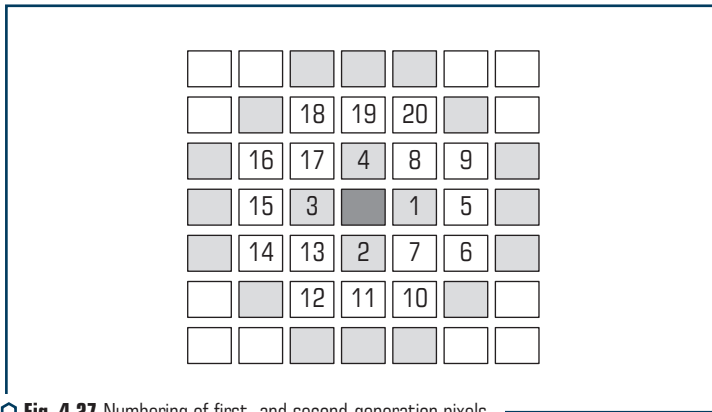 18 19 20
16 17 4 8 9
15 3 1 5
14 13 2 7 6
12 11 10
Fig. 4.37 Numbering of first- and second-generation pixels